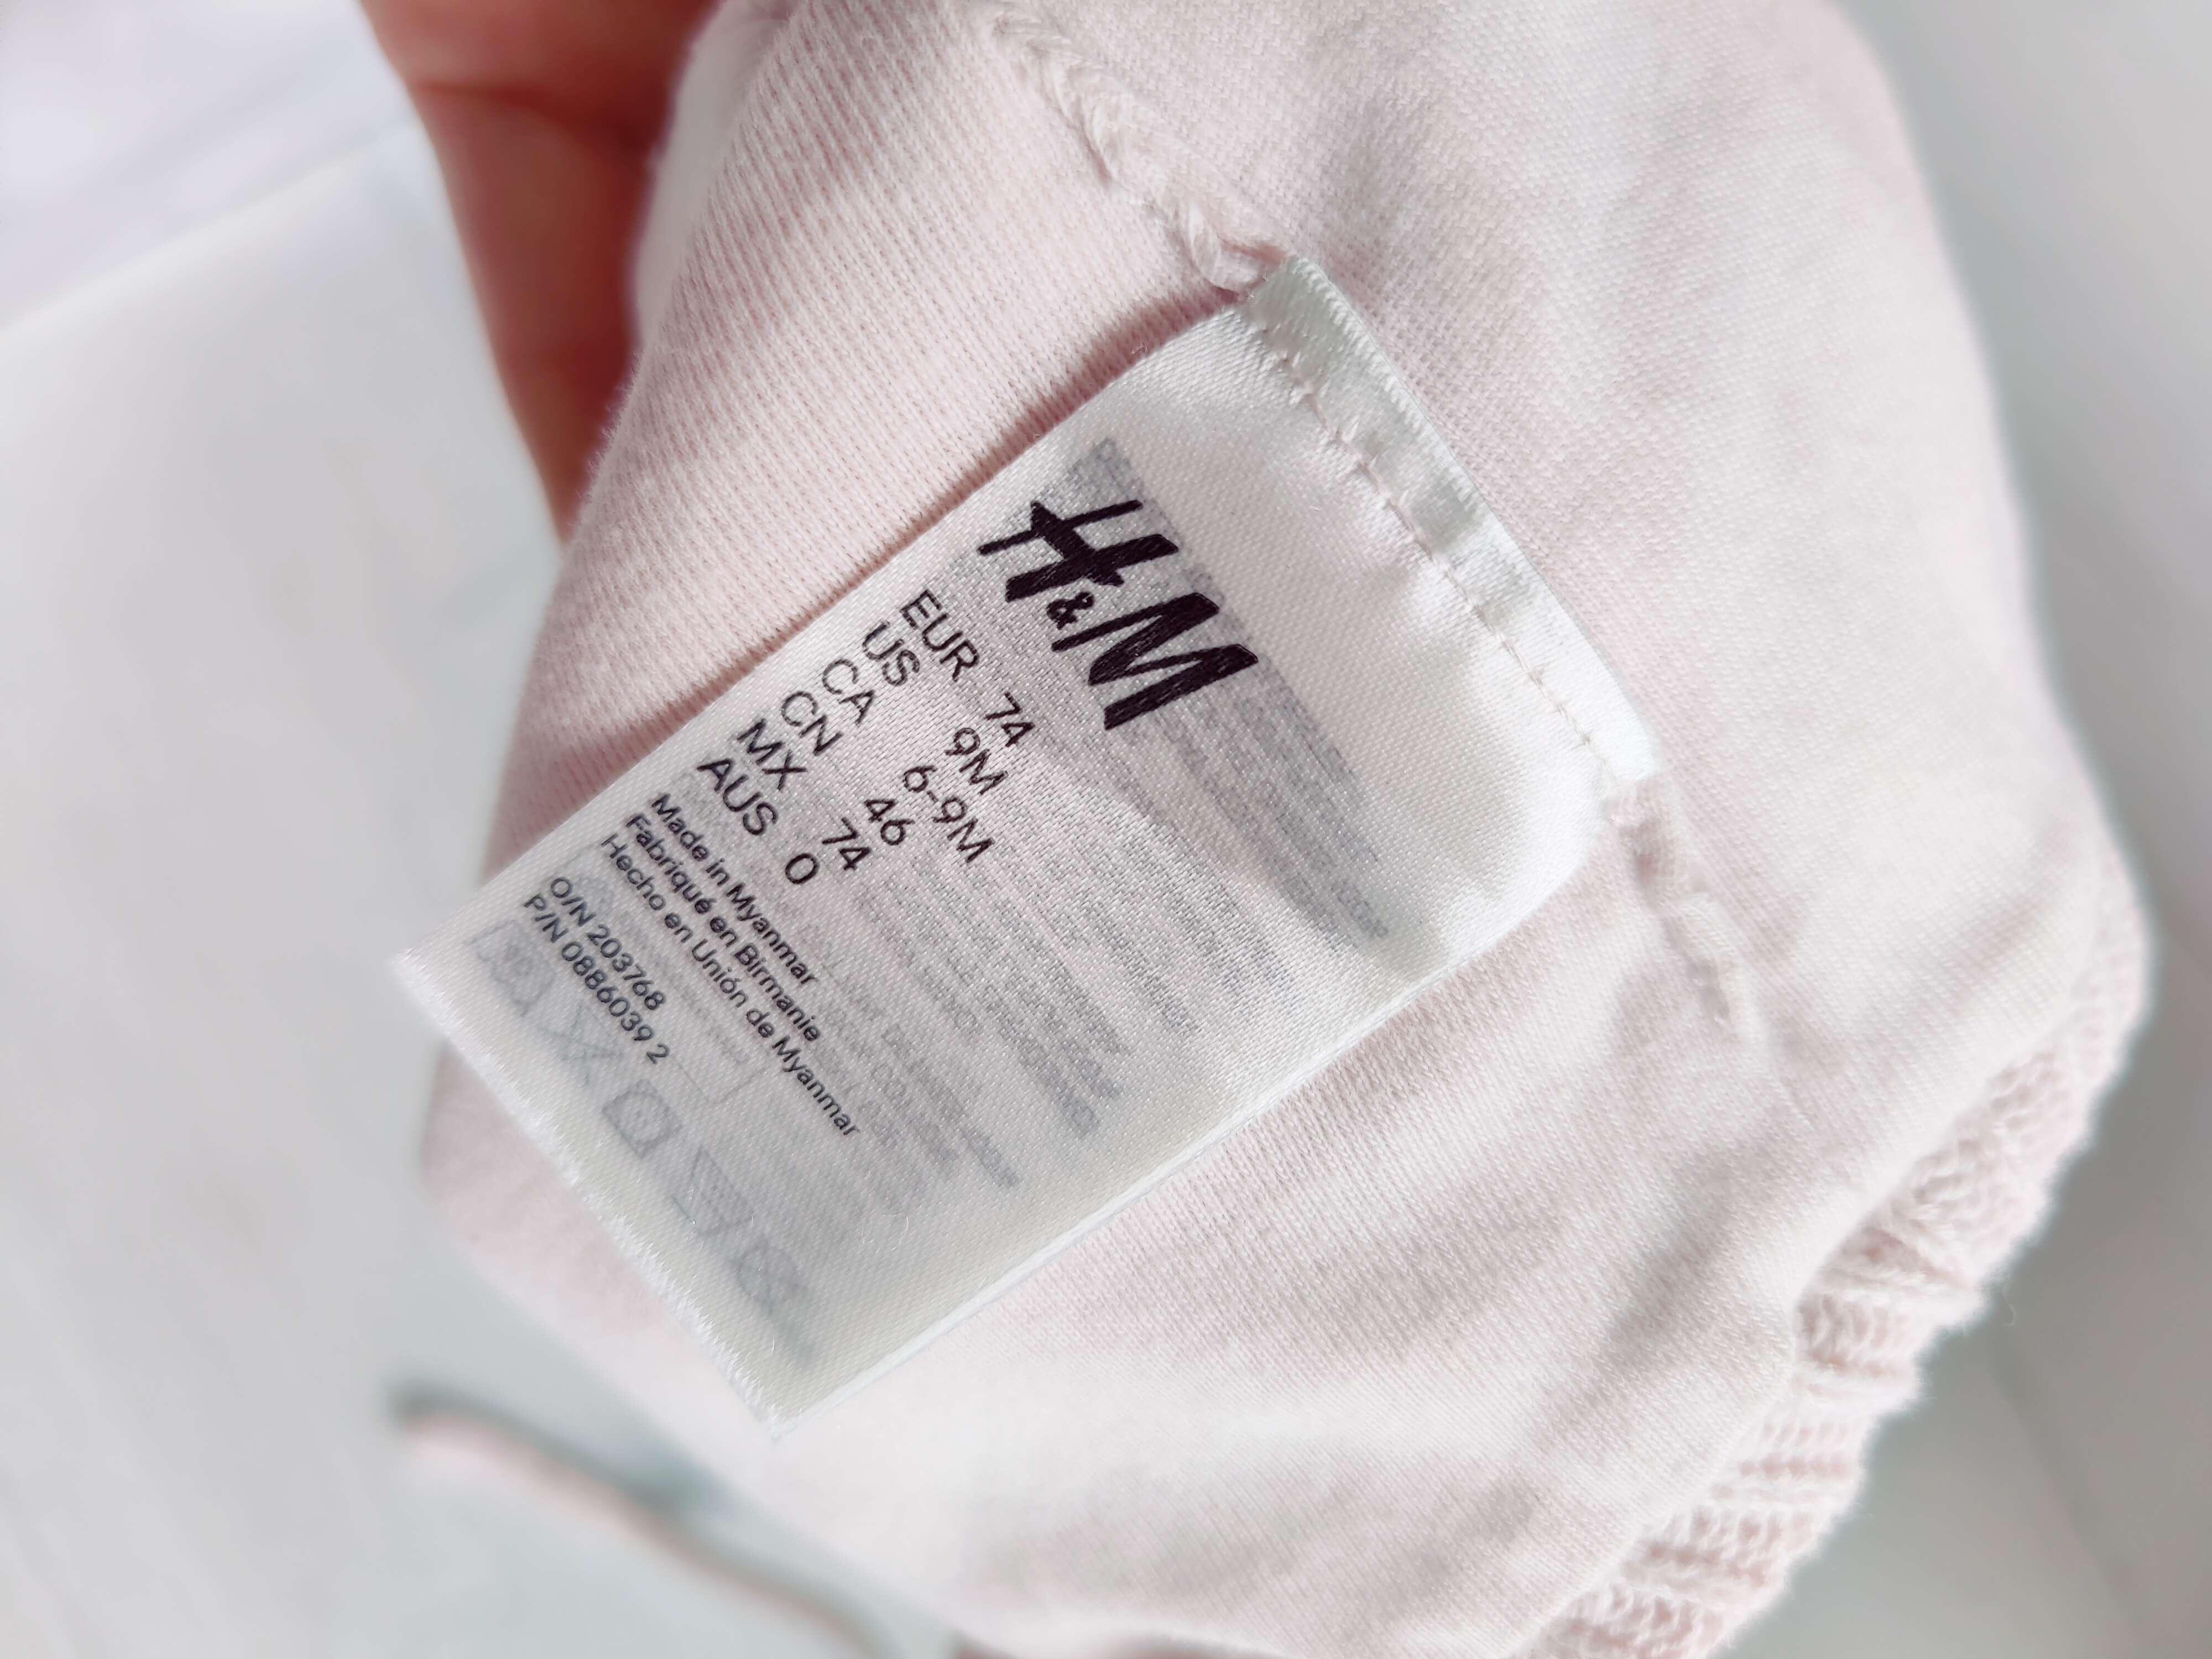 H&M
EUR 74
US 9M
CA 6-9M
CN 46
MX 74
AUS 0
Made in Myanmar
Fabriqué en Birmanie
Hecho en Unión de Myanmar
O/N 203768
P/N 0886039 2